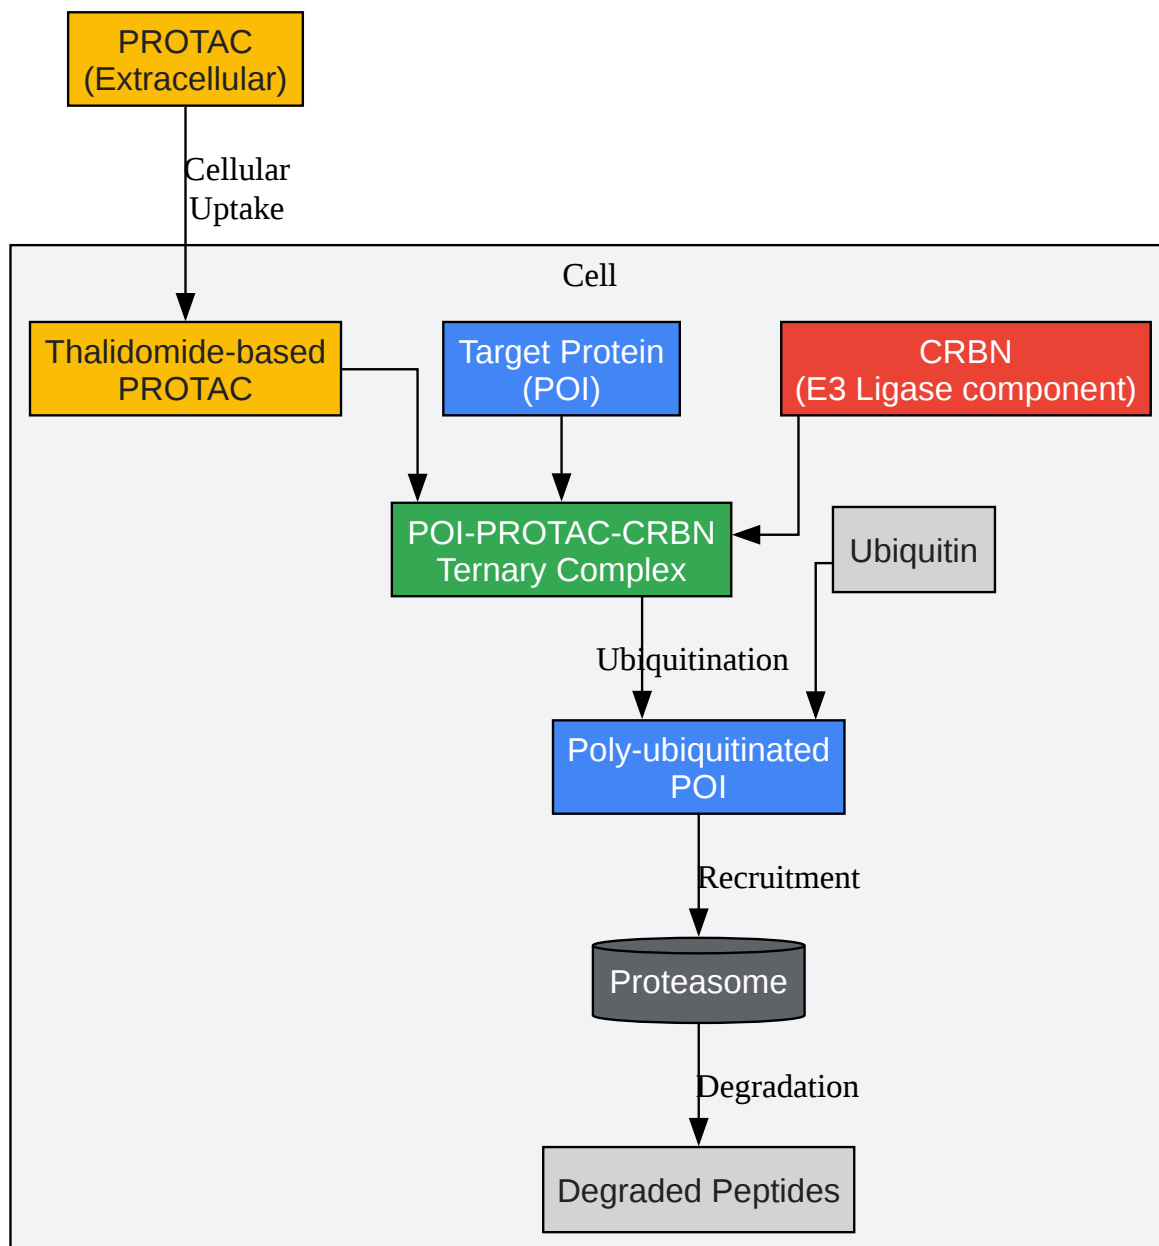 PROTAC
(Extracellular)
Cellular
Uptake
Cell
Thalidomide-based
PROTAC
Target Protein
(POI)
CRBN
(E3 Ligase component)
POI-PROTAC-CRBN
Ternary Complex
Ubiquitin
Ubiquitination
Poly-ubiquitinated
POI
Recruitment
Proteasome
Degradation
Degraded Peptides